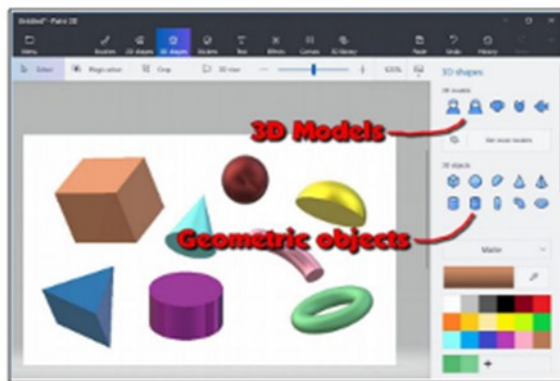 Untitled* - Paint 3D
Menu
Brushes
2D shapes
3D shapes
Stickers
Text
Effects
Canvas
3D library
Paste
Undo
History
Select
Magic select
Crop
3D view
3D shapes
3D models
3D Models
Get more models
3D objects
Geometric objects
Matte